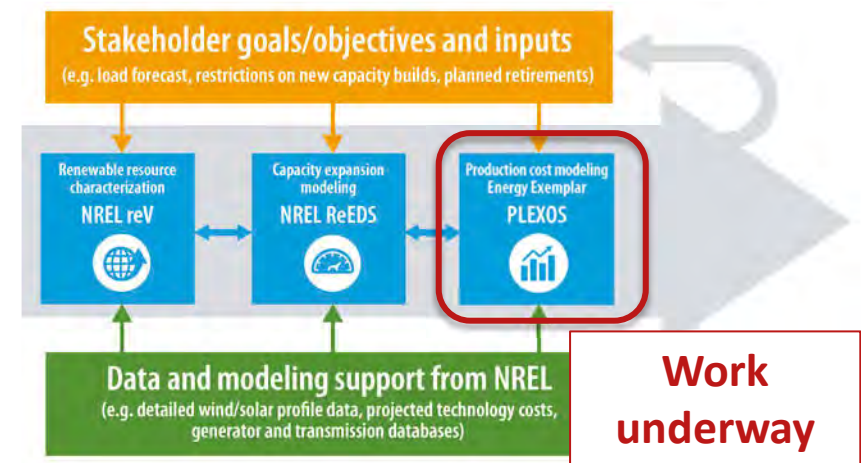 Stakeholder goals/objectives and inputs
(e.g. load forecast, restrictions on new capacity builds, planned retirements)
Renewable resource
characterization
NREL reV
Capacity expansion
modeling
NREL ReEDS
Production cost modeling
Energy Exemplar
PLEXOS
Data and modeling support from NREL
(e.g. detailed wind/solar profile data, projected technology costs,
generator and transmission databases)
Work
underway